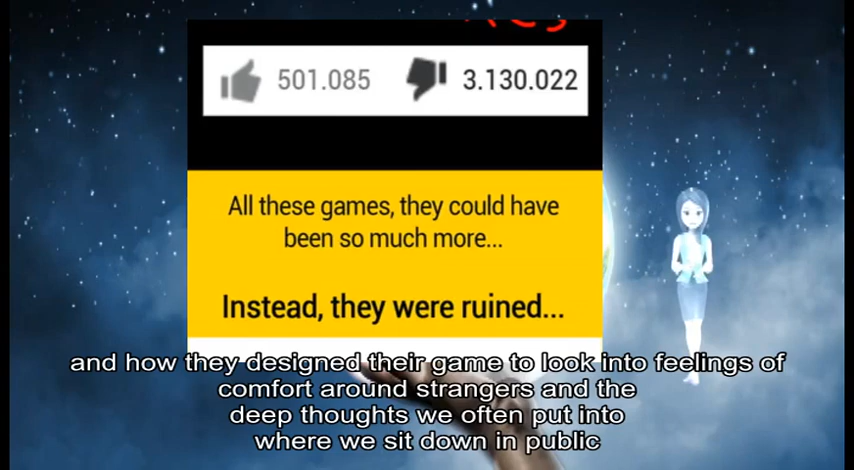 501.085 3.130.022
All these games, they could have
been so much more...
Instead, they were ruined...
and how they designed their game to look into feelings of
comfort around strangers and the
deep thoughts we often put into
where we sit down in public